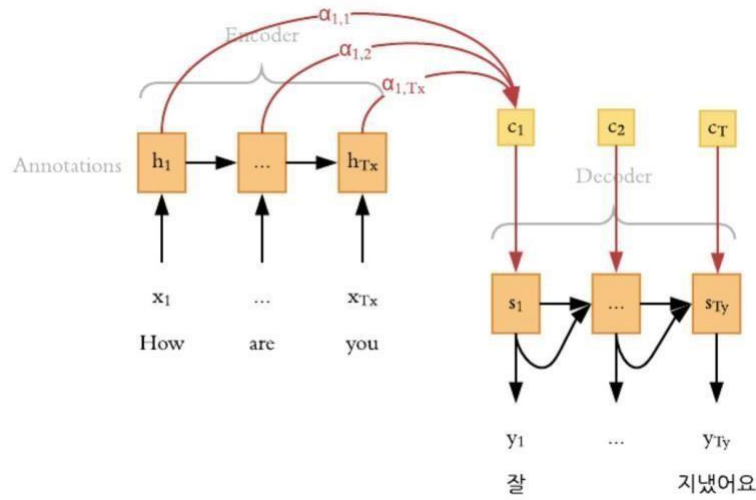 α1,1
Encoder
α1,2
α1,Tx
c1 c2 cT
Annotations h1 ... hTx
Decoder
x1 ... xTx
s1 ... sTy
How are you
y1 ... yTy
잘 지냈어요